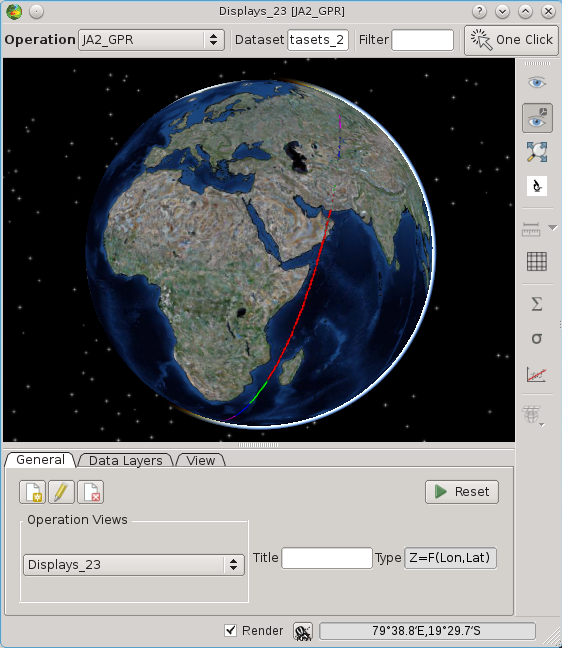 Displays_23 [JA2_GPR]
Operation JA2_GPR Dataset tasets_2 Filter One Click
General Data Layers View
Reset
Operation Views
Displays_23 Title Type Z=F(Lon,Lat)
Render 79°38.8'E,19°29.7'S